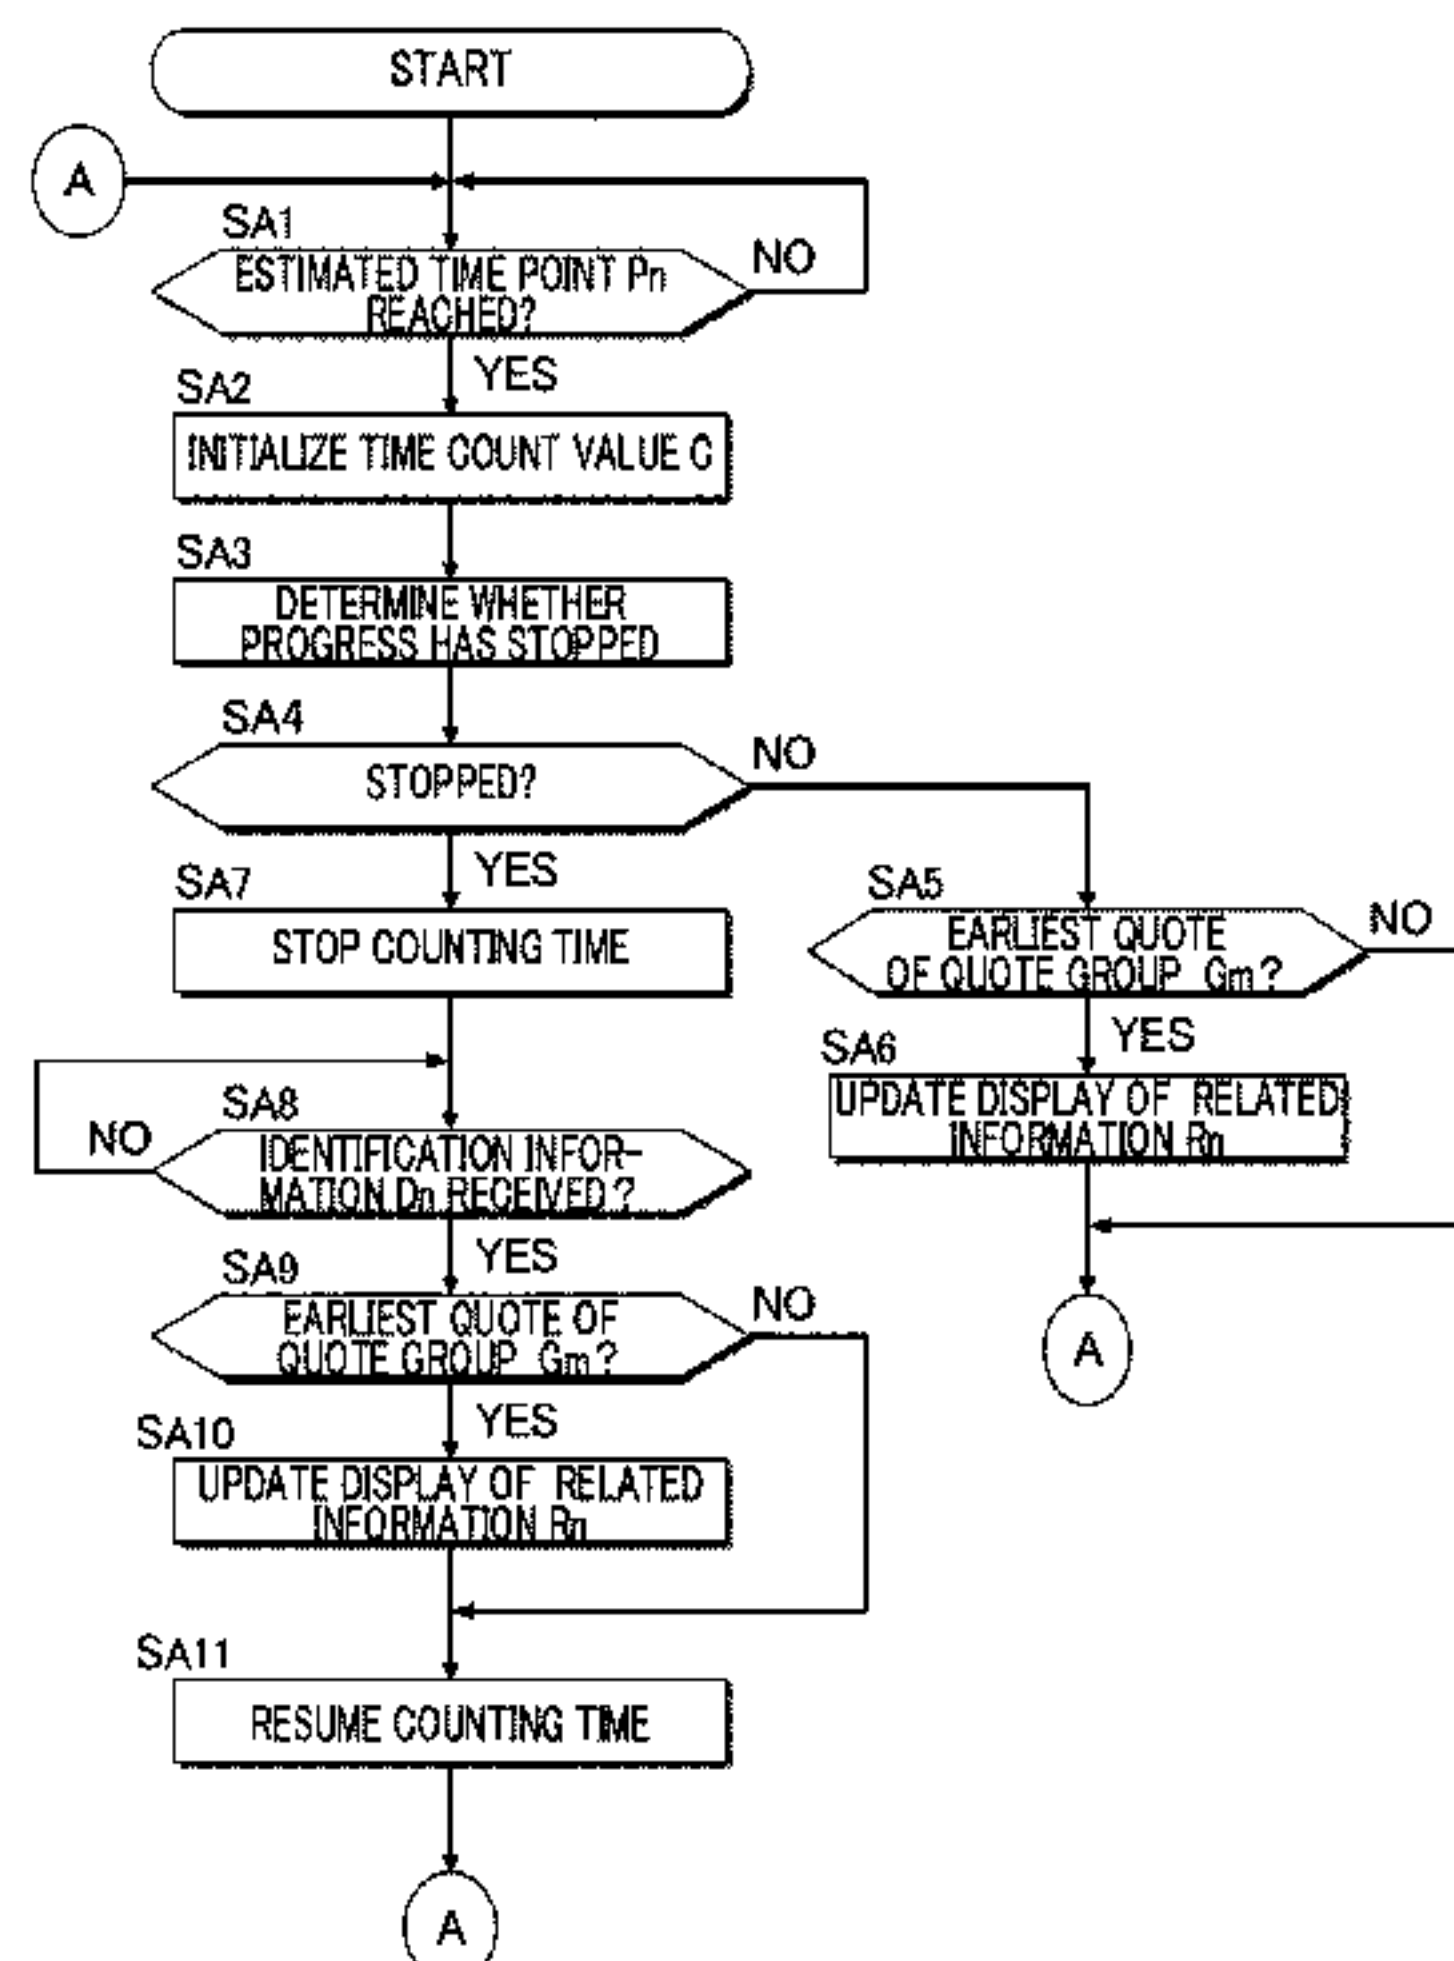 START
A
SA1
ESTIMATED TIME POINT Pn
REACHED?
NO
YES
SA2
INITIALIZE TIME COUNT VALUE C
SA3
DETERMINE WHETHER
PROGRESS HAS STOPPED
SA4
STOPPED?
NO
YES
SA7
STOP COUNTING TIME
SA5
EARLIEST QUOTE
OF QUOTE GROUP Gm?
NO
YES
SA6
UPDATE DISPLAY OF RELATED
INFORMATION Rn
A
SA8
IDENTIFICATION INFOR-
MATION Dn RECEIVED?
NO
YES
SA9
EARLIEST QUOTE OF
QUOTE GROUP Gm?
NO
YES
SA10
UPDATE DISPLAY OF RELATED
INFORMATION Rn
SA11
RESUME COUNTING TIME
A